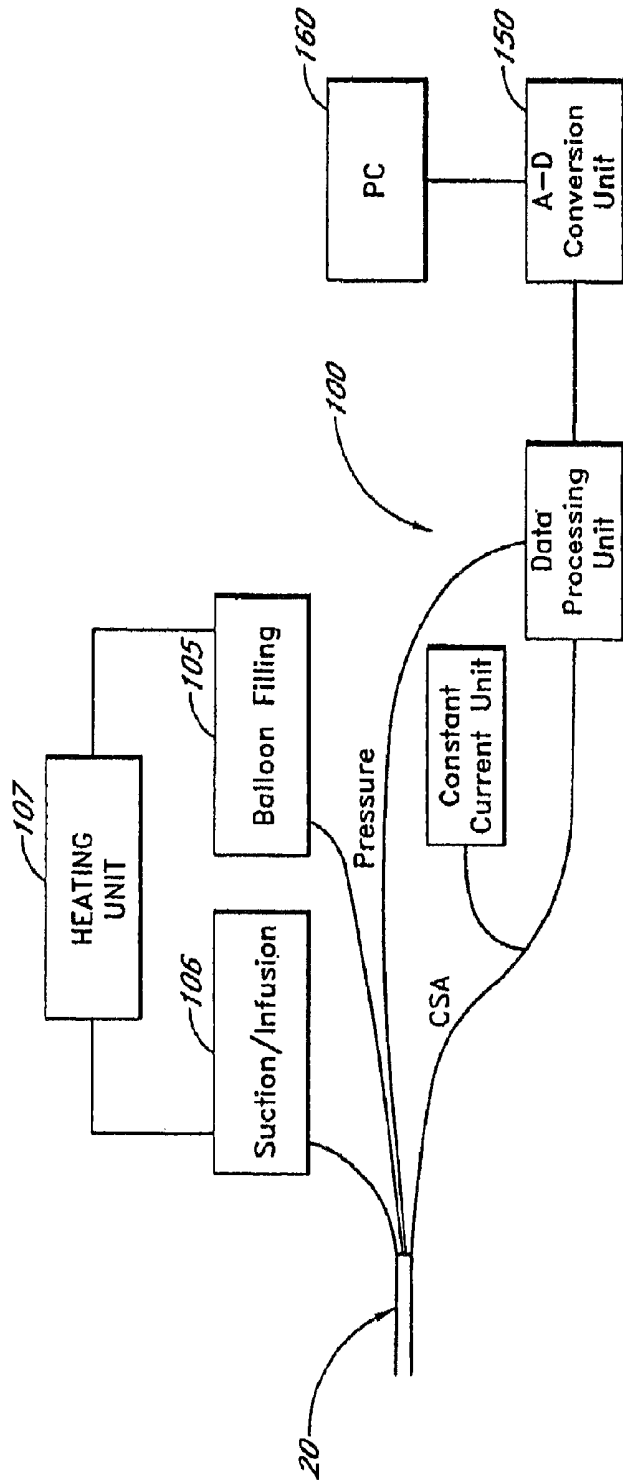 107
HEATING
UNIT
106
Suction/Infusion
105
Balloon Filling
20
Pressure
CSA
Constant
Current Unit
100
Data
Processing
Unit
160
PC
150
A-D
Conversion
Unit